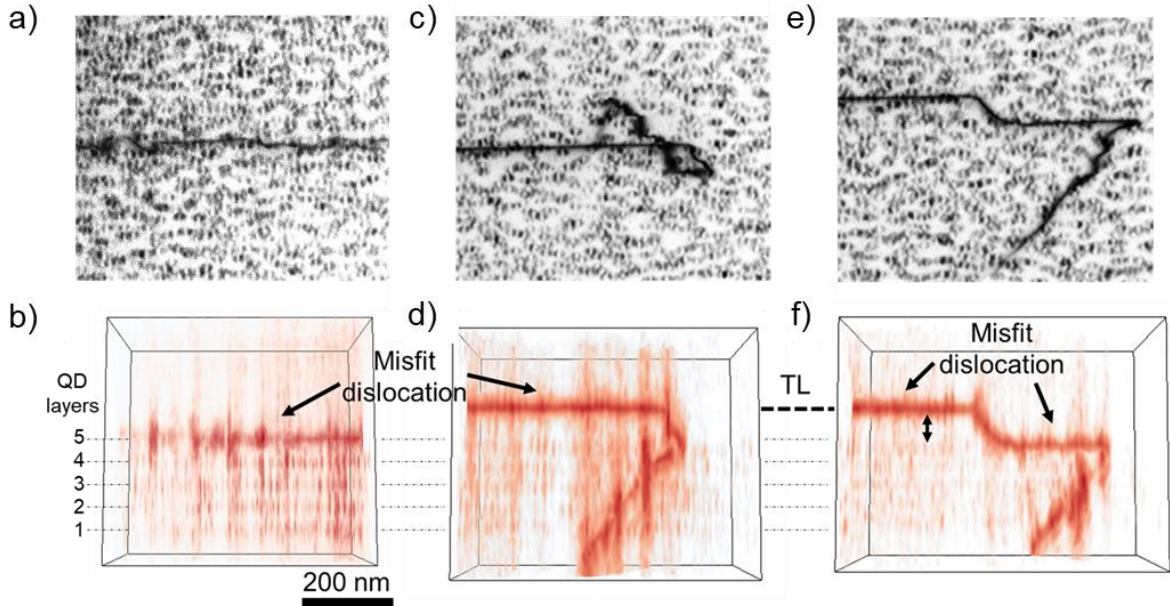 a)
c)
e)
b)
d)
f)
Misfit
dislocation
Misfit
dislocation
QD
layers
TL
5
4
3
2
1
200 nm